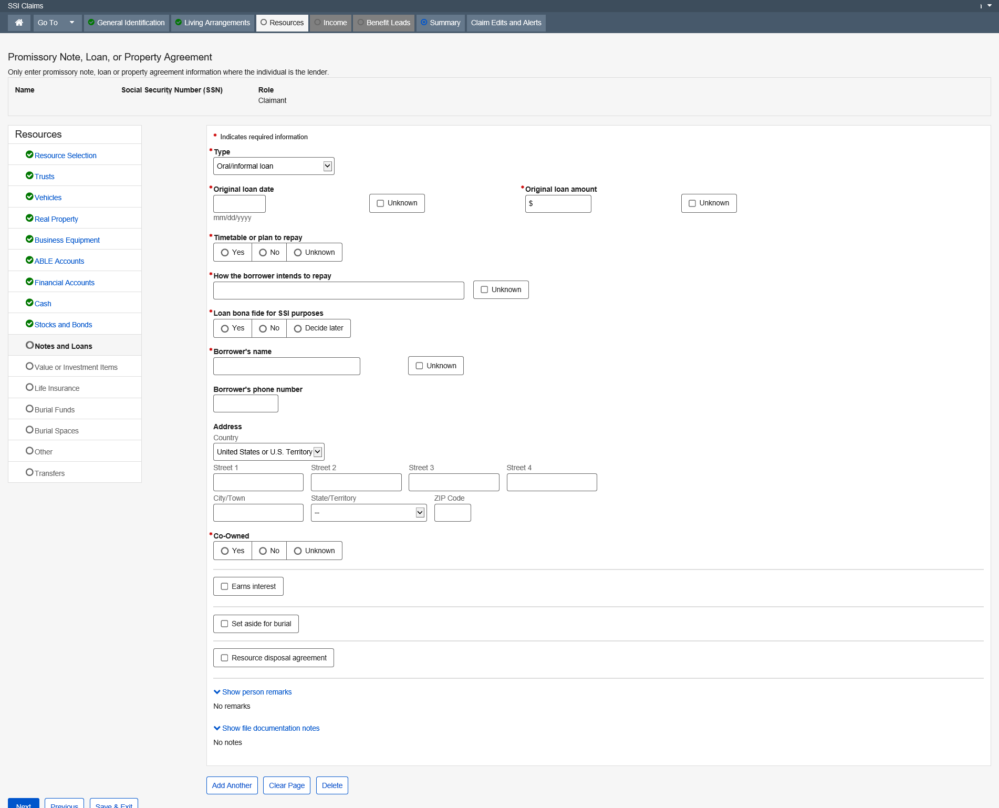 SSI Claims
Go To General Identification Living Arrangements Resources Income Benefit Leads Summary Claim Edits and Alerts
Promissory Note, Loan, or Property Agreement
Only enter promissory note, loan or property agreement information where the individual is the lender.
Name Social Security Number (SSN) Role
Claimant
Resources
Resource Selection
Trusts
Vehicles
Real Property
Business Equipment
ABLE Accounts
Financial Accounts
Cash
Stocks and Bonds
Notes and Loans
Value or Investment Items
Life Insurance
Burial Funds
Burial Spaces
Other
Transfers
* Indicates required information
* Type
Oral/informal loan
* Original loan date
Unknown
mm/dd/yyyy
* Original loan amount
$
Unknown
* Timetable or plan to repay
Yes No Unknown
* How the borrower intends to repay
Unknown
* Loan bona fide for SSI purposes
Yes No Decide later
* Borrower's name
Unknown
Borrower's phone number
Address
Country
United States or U.S. Territory
Street 1 Street 2 Street 3 Street 4
City/Town State/Territory ZIP Code
--
* Co-Owned
Yes No Unknown
Earns interest
Set aside for burial
Resource disposal agreement
Show person remarks
No remarks
Show file documentation notes
No notes
Add Another Clear Page Delete
Next Previous Save & Exit